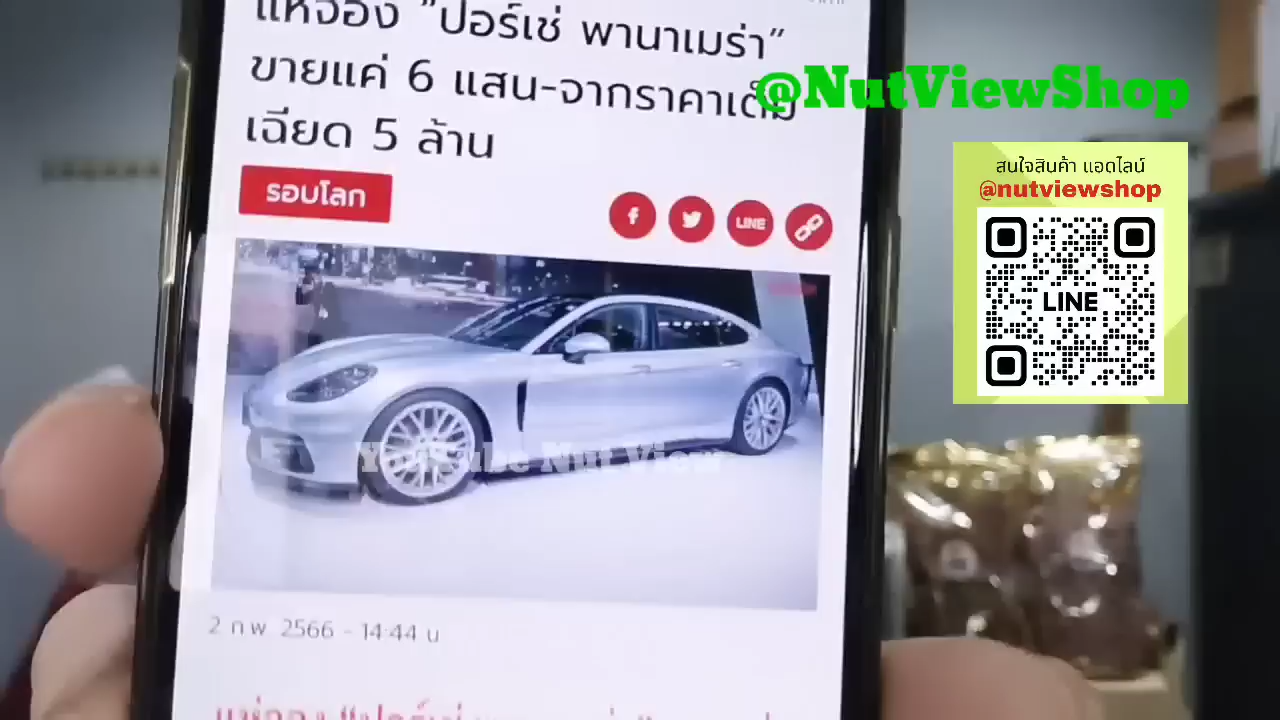 แห่จอง "ปอร์เช่ พานาเมร่า"
ขายแค่ 6 แสน-จากราคาเต็ม
เฉียด 5 ล้าน
@NutViewShop
สนใจสินค้า แอดไลน์
@nutviewshop
LINE
รอบโลก
f
LINE
YouTube Nut View
2 ก.พ. 2566 - 14:44 น.